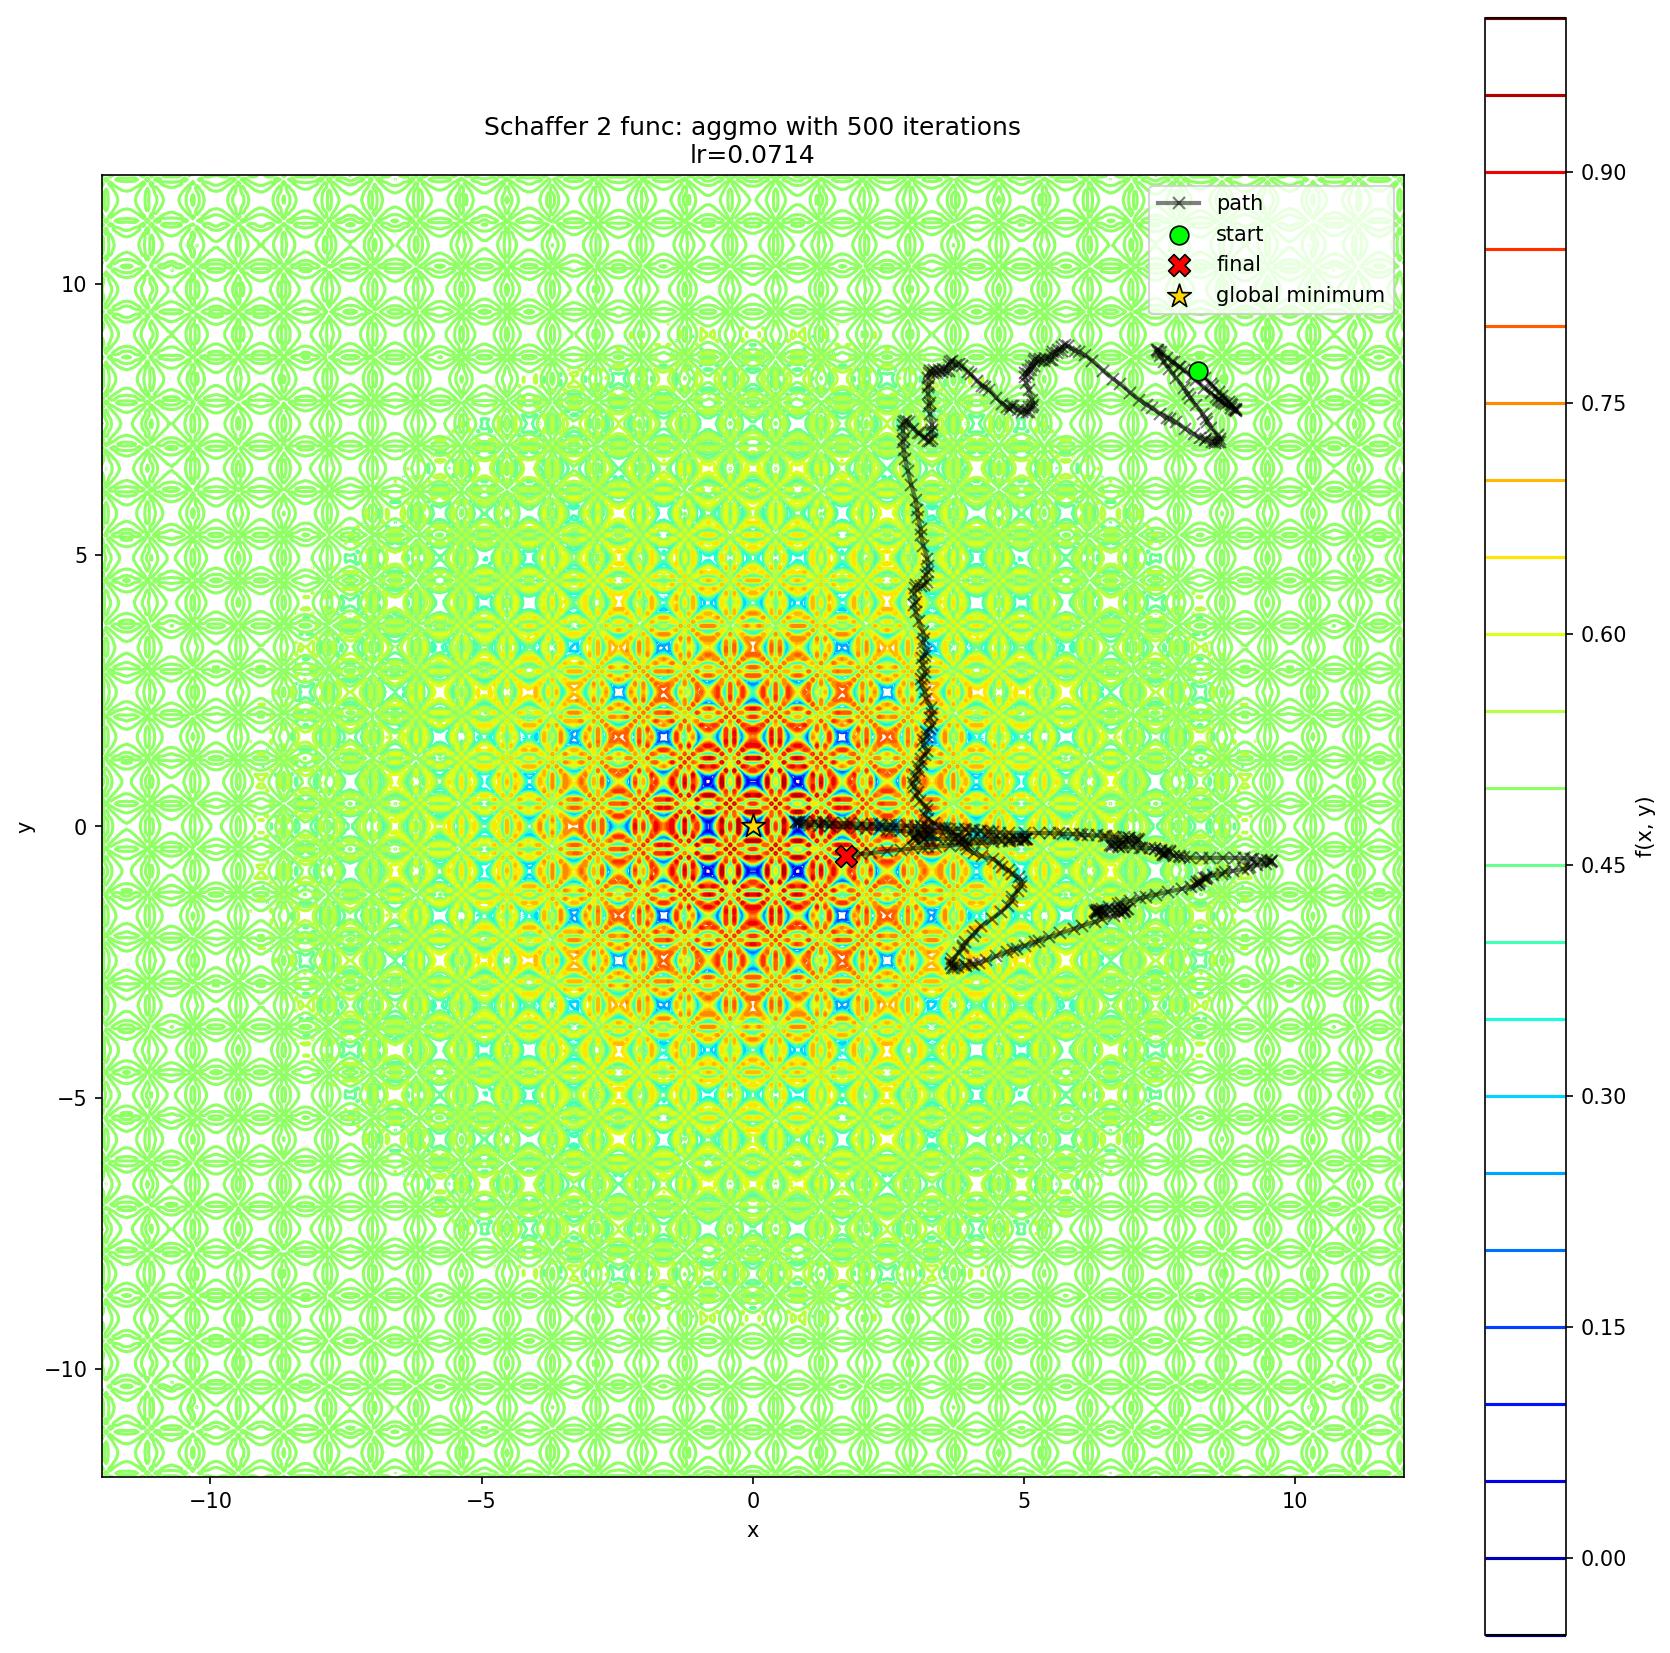 Schaffer 2 func: aggmo with 500 iterations
lr=0.0714
path
start
final
global minimum
10
5
0
−5
−10
y
−10
−5
0
5
10
x
0.90
0.75
0.60
0.45
0.30
0.15
0.00
f(x, y)